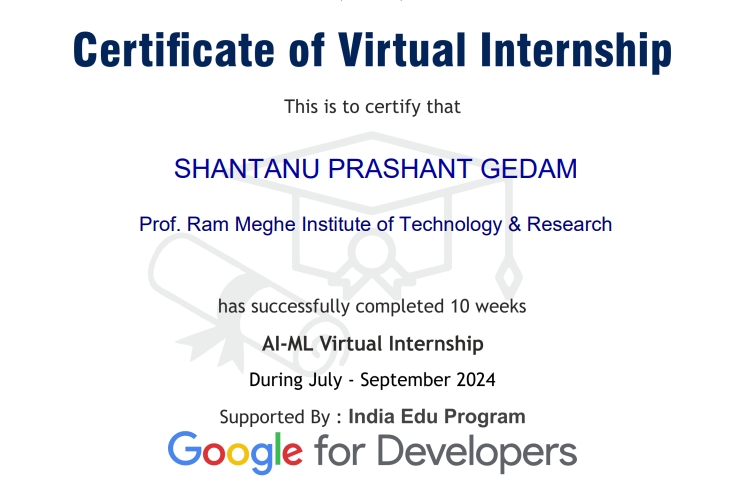 Certificate of Virtual Internship
This is to certify that
SHANTANU PRASHANT GEDAM
Prof. Ram Meghe Institute of Technology & Research
has successfully completed 10 weeks
AI-ML Virtual Internship
During July - September 2024
Supported By : India Edu Program
Google for Developers